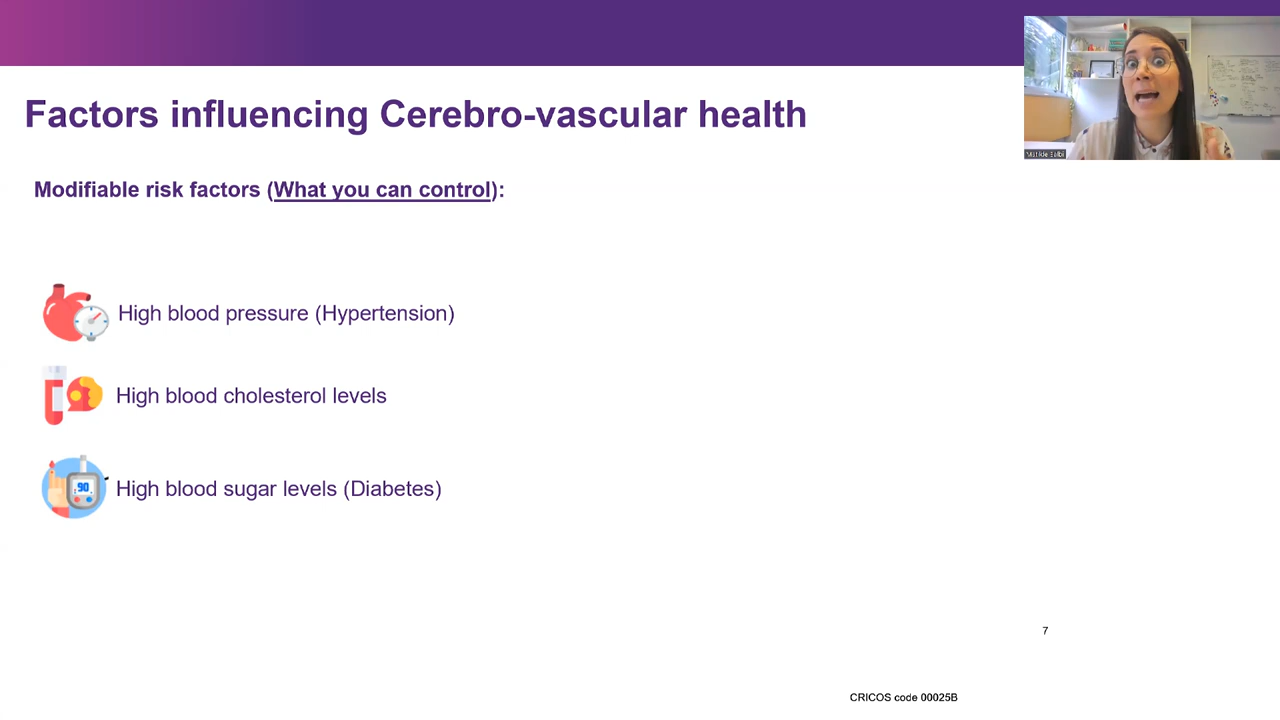 Factors influencing Cerebro-vascular health
Modifiable risk factors (What you can control):
High blood pressure (Hypertension)
High blood cholesterol levels
90
High blood sugar levels (Diabetes)
7
CRICOS code 00025B